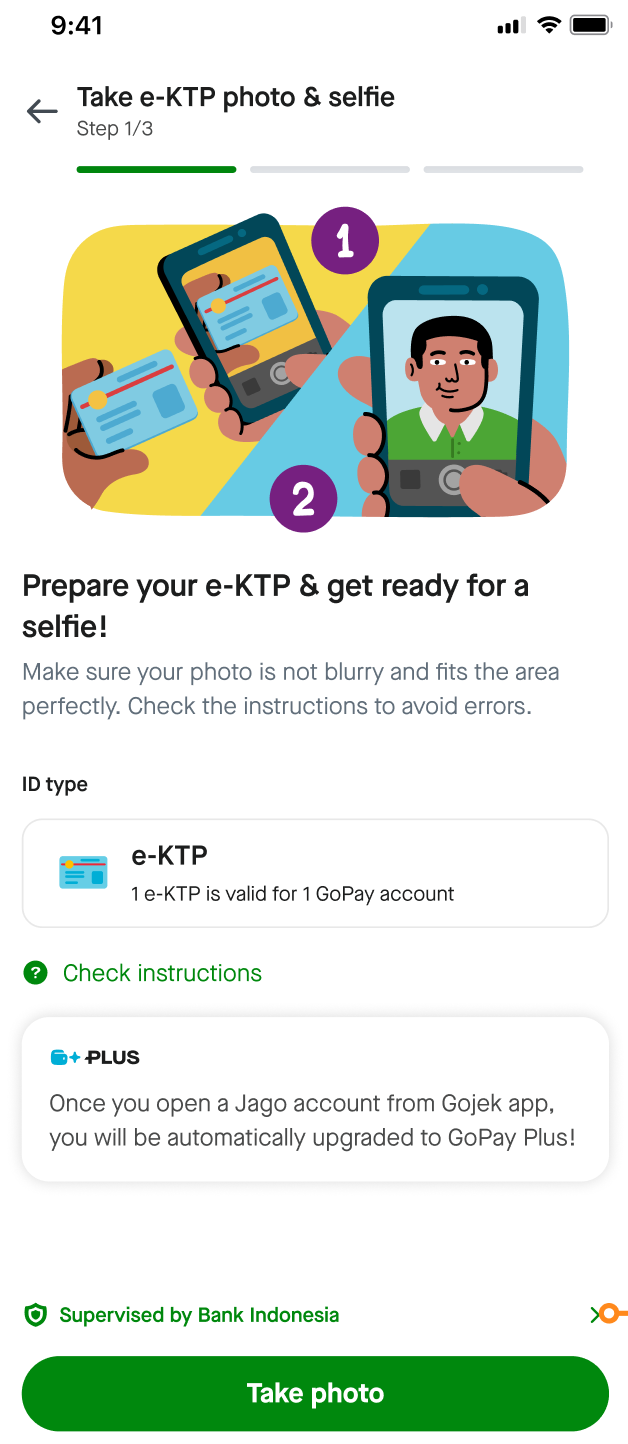 9:41
Take e-KTP photo & selfie
Step 1/3
1
2
Prepare your e-KTP & get ready for a
selfie!
Make sure your photo is not blurry and fits the area
perfectly. Check the instructions to avoid errors.
ID type
e-KTP
1 e-KTP is valid for 1 GoPay account
? Check instructions
PLUS
Once you open a Jago account from Gojek app,
you will be automatically upgraded to GoPay Plus!
Supervised by Bank Indonesia
Take photo